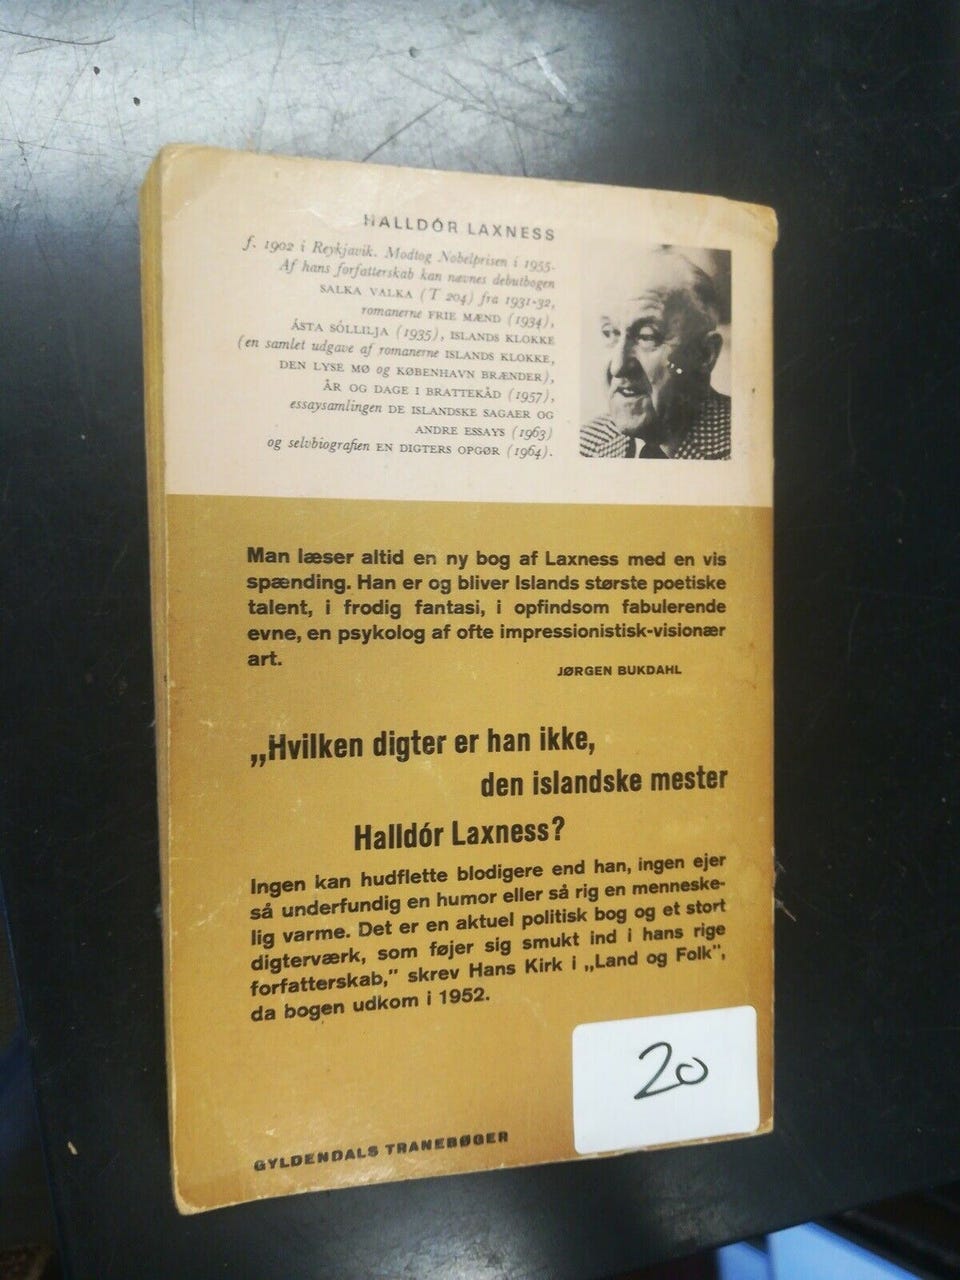 HALLDÓR LAXNESS
f. 1902 i Reykjavik. Modtog Nobelprisen i 1955.
Af hans forfatterskab kan nævnes debutbogen
SALKA VALKA (T 204) fra 1931-32,
romanerne FRIE MÆND (1934),
ÁSTA SÓLLILJA (1935), ISLANDS KLOKKE
(en samlet udgave af romanerne ISLANDS KLOKKE,
DEN LYSE MØ og KØBENHAVN BRÆNDER),
ÅR OG DAGE I BRATTEKÅD (1957),
essaysamlingen DE ISLANDSKE SAGAER OG
ANDRE ESSAYS (1963)
og selvbiografien EN DIGTERS OPGØR (1964).
Man læser altid en ny bog af Laxness med en vis
spænding. Han er og bliver Islands største poetiske
talent, i frodig fantasi, i opfindsom fabulerende
evne, en psykolog af ofte impressionistisk-visionær
art.
JØRGEN BUKDAHL
„Hvilken digter er han ikke,
den islandske mester
Halldór Laxness?
Ingen kan hudflette blodigere end han, ingen ejer
så underfundig en humor eller så rig en menneske-
lig varme. Det er en aktuel politisk bog og et stort
digterværk, som føjer sig smukt ind i hans rige
forfatterskab,” skrev Hans Kirk i „Land og Folk”,
da bogen udkom i 1952.
20
GYLDENDALS TRANEBØGER